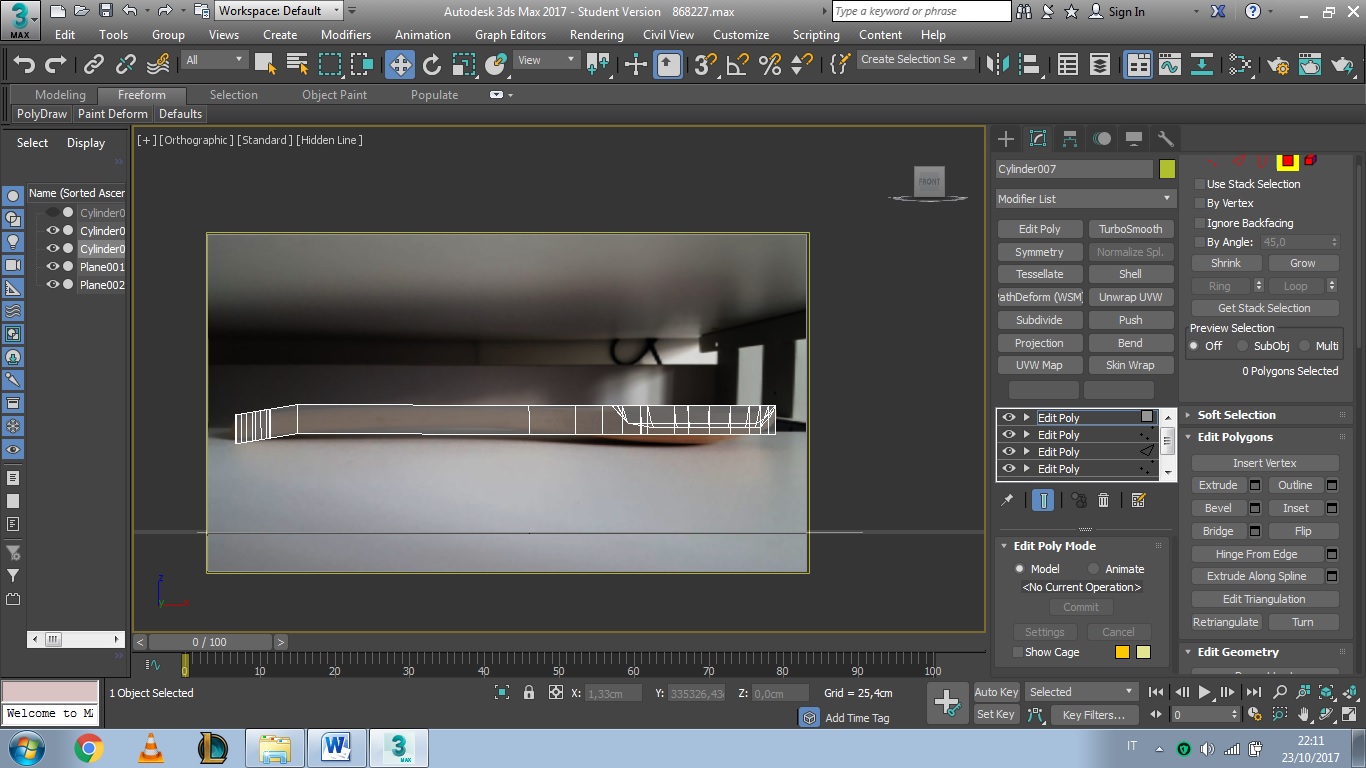 3 MAX
Workspace: Default
Autodesk 3ds Max 2017 - Student Version 868227.max
Type a keyword or phrase
Sign In
Edit Tools Group Views Create Modifiers Animation Graph Editors Rendering Civil View Customize Scripting Content Help
All
View
3
Create Selection Se
Modeling Freeform Selection Object Paint Populate
PolyDraw Paint Deform Defaults
Select Display
Name (Sorted Ascer
Cylinder0
Cylinder0
Cylinder0
Plane001
Plane002
[+] [Orthographic] [Standard] [Hidden Line]
FRONT
z
x
y
Cylinder007
Modifier List
Edit Poly TurboSmooth
Symmetry Normalize Spl.
Tessellate Shell
PathDeform (WSM) Unwrap UVW
Subdivide Push
Projection Bend
UVW Map Skin Wrap
Edit Poly
Edit Poly
Edit Poly
Edit Poly
Edit Poly Mode
Model Animate
<No Current Operation>
Commit
Settings Cancel
Show Cage
Use Stack Selection
By Vertex
Ignore Backfacing
By Angle: 45,0
Shrink Grow
Ring Loop
Get Stack Selection
Preview Selection
Off SubObj Multi
0 Polygons Selected
Soft Selection
Edit Polygons
Insert Vertex
Extrude Outline
Bevel Inset
Bridge Flip
Hinge From Edge
Extrude Along Spline
Edit Triangulation
Retriangulate Turn
Edit Geometry
< 0 / 100 >
0 10 20 30 40 50 60 70 80 90 100
1 Object Selected
X: 1,33cm Y: 335326,43 Z: 0,0cm Grid = 25,4cm
Add Time Tag
Auto Key Selected
Set Key Key Filters...
0
Welcome to M
W
3 MAX
IT
22:11
23/10/2017